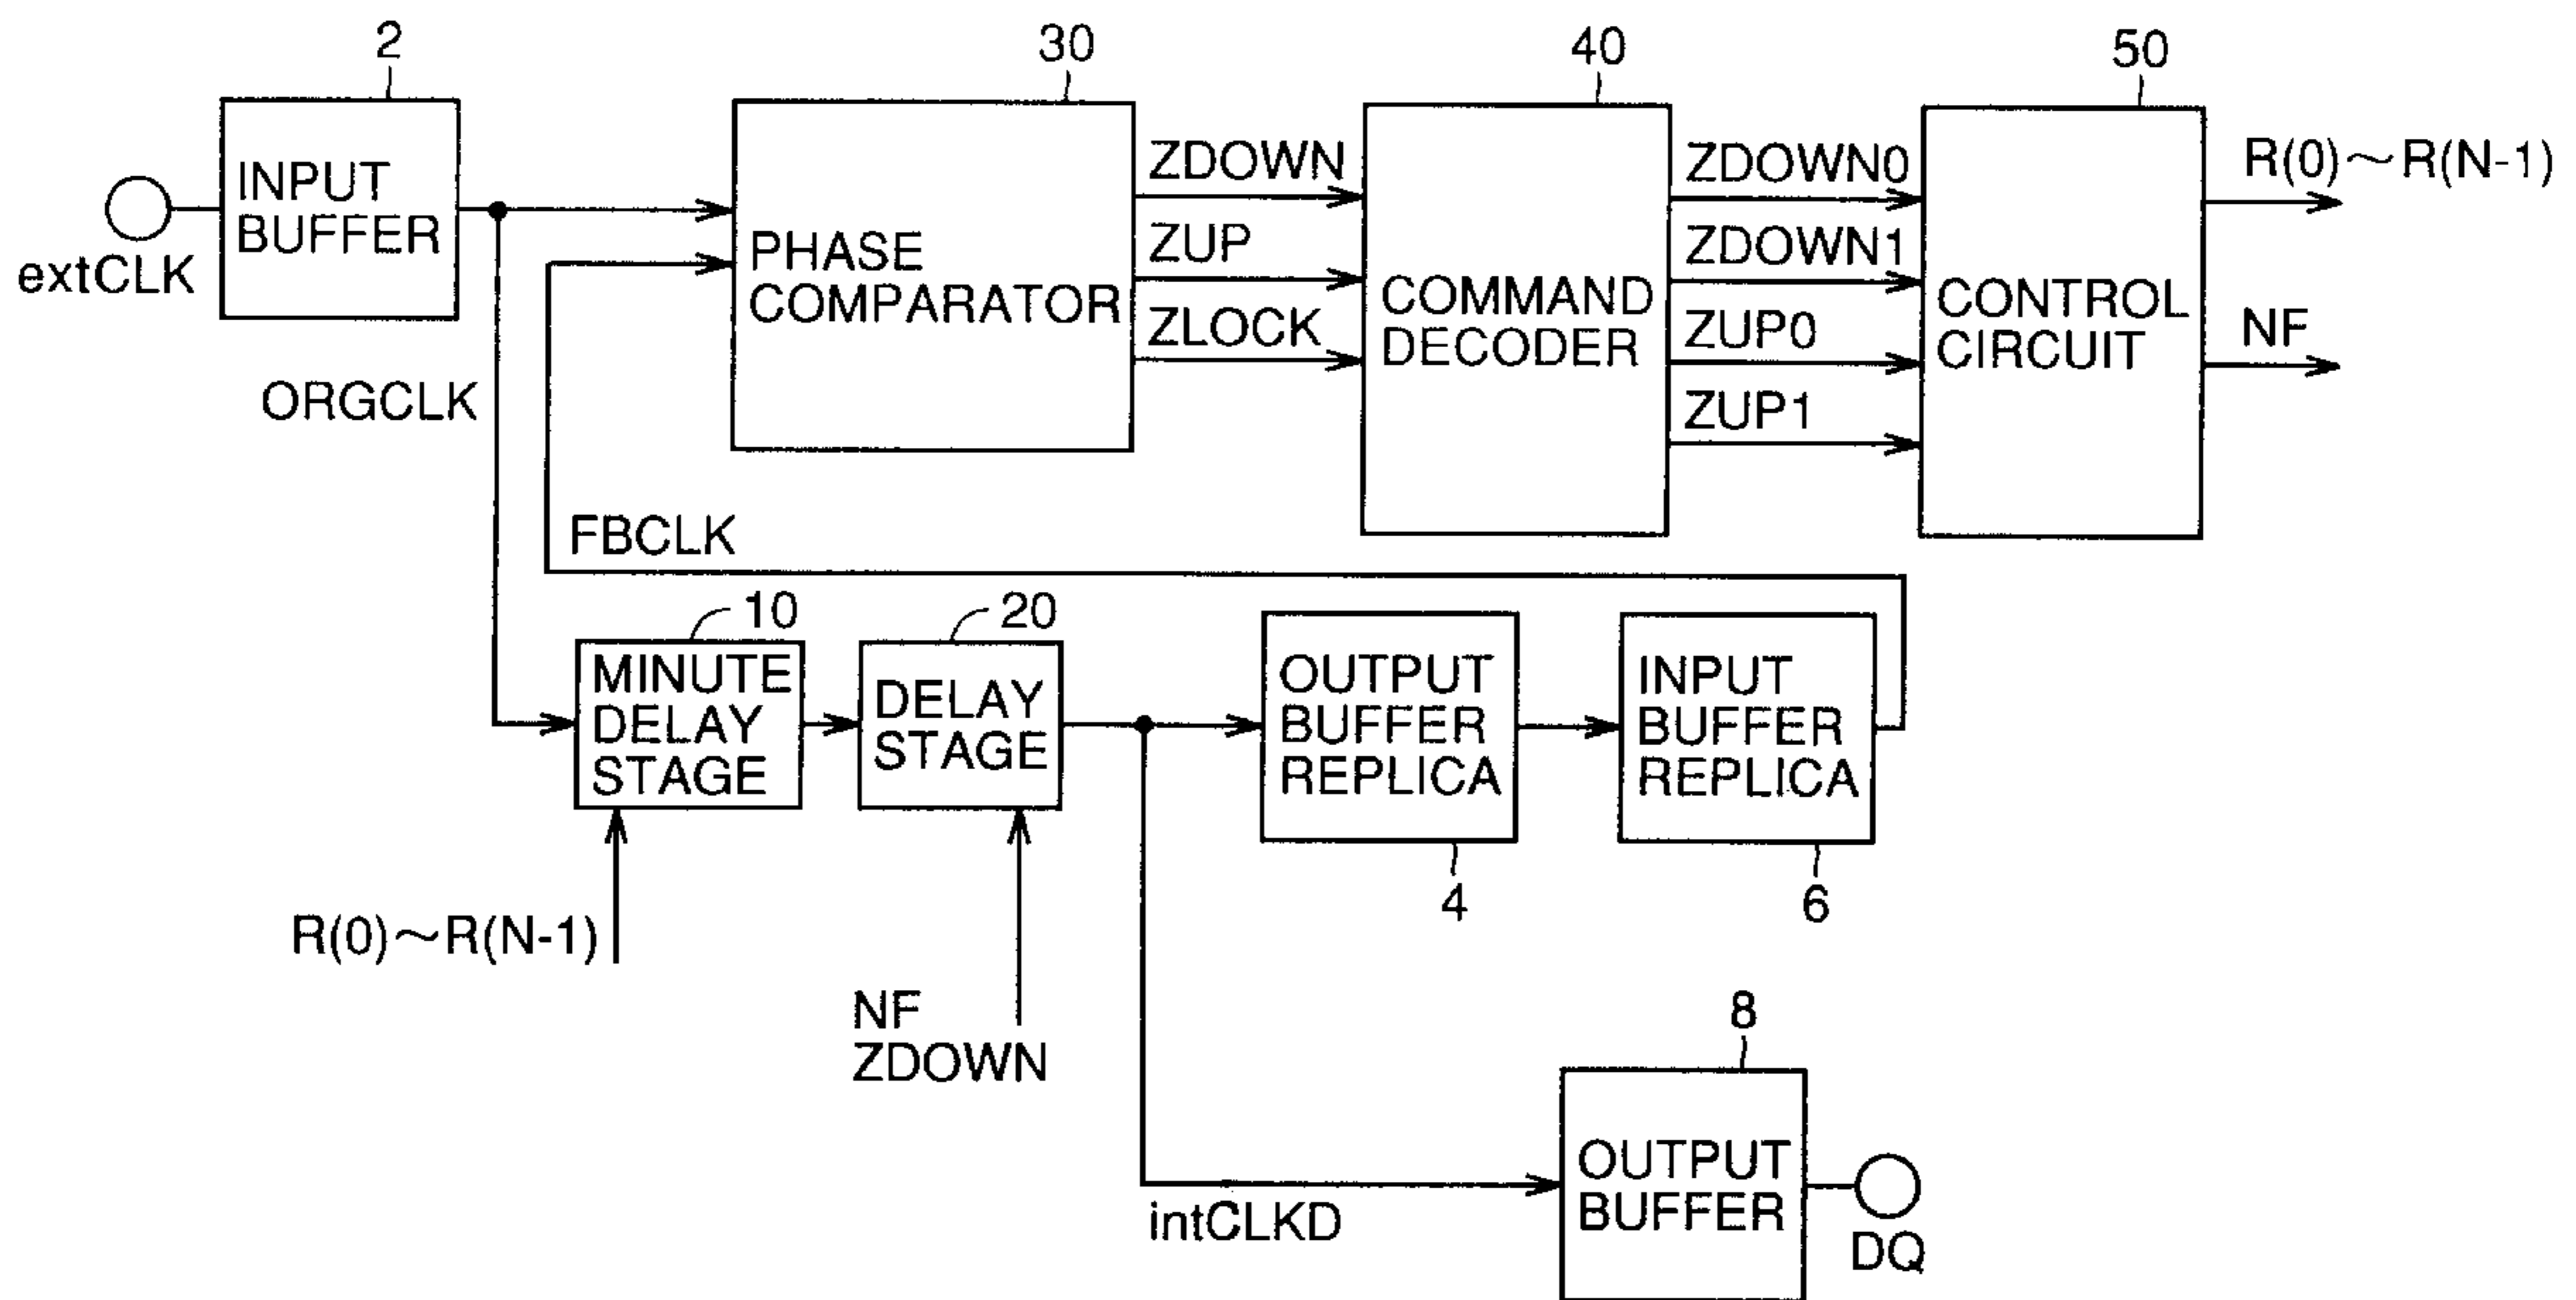 2
30
40
50
INPUT
BUFFER
extCLK
ORGCLK
PHASE
COMPARATOR
ZDOWN
ZUP
ZLOCK
COMMAND
DECODER
ZDOWN0
ZDOWN1
ZUP0
ZUP1
CONTROL
CIRCUIT
R(0)~R(N-1)
NF
FBCLK
10
20
MINUTE
DELAY
STAGE
DELAY
STAGE
OUTPUT
BUFFER
REPLICA
INPUT
BUFFER
REPLICA
4
6
R(0)~R(N-1)
NF
ZDOWN
8
OUTPUT
BUFFER
intCLKD
DQ